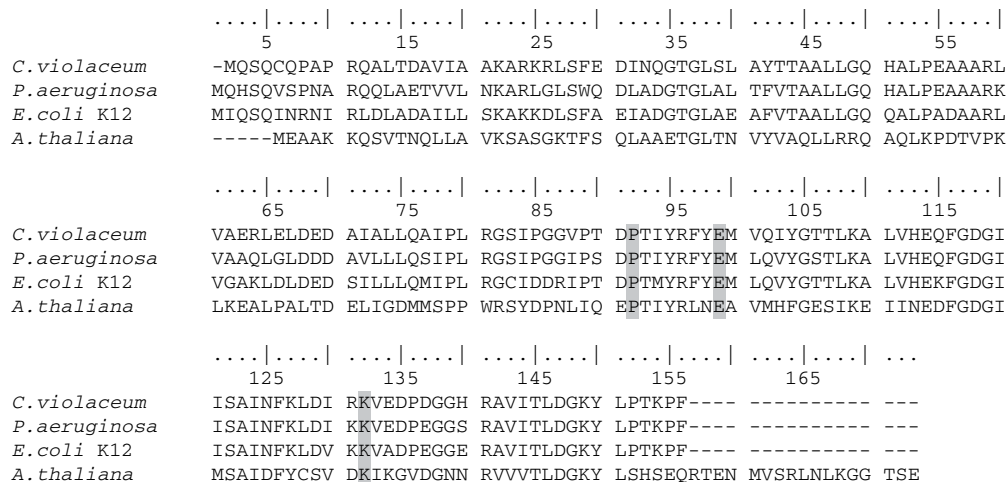 ....|....| ....|....| ....|....| ....|....| ....|....| ....|....|
5 15 25 35 45 55
C.violaceum -MQSQCQPAP RQALTDAVIA AKARKRLSFE DINQGTGLSL AYTTAALLGQ HALPEAAARL
P.aeruginosa MQHSQVSPNA RQQLAETVVL NKARLGLSWQ DLADGTGLAL TFVTAALLGQ HALPEAAARK
E.coli K12 MIQSQINRNI RLDLADAILL SKAKKDLSFA EIADGTGLAE AFVTAALLGQ QALPADAARL
A.thaliana -----MEAAK KQSVTNQLLA VKSASGKTFS QLAAETGLTN VYVAQLLRRQ AQLKPDTVPK
....|....| ....|....| ....|....| ....|....| ....|....| ....|....|
65 75 85 95 105 115
C.violaceum VAERLELDED AIALLQAIPL RGSIPGGVPT DPTIYRFYEM VQIYGTTLKA LVHEQFGDGI
P.aeruginosa VAAQLGLDDD AVLLLQSIPL RGSIPGGIPS DPTIYRFYEM LQVYGSTLKA LVHEQFGDGI
E.coli K12 VGAKLDLDED SILLLQMIPL RGCIDDRIPT DPTMYRFYEM LQVYGTTLKA LVHEKFGDGI
A.thaliana LKEALPALTD ELIGDMMSPP WRSYDPNLIQ EPTIYRLNEA VMHFGESIKE IINEDFGDGI
....|....| ....|....| ....|....| ....|....| ....|....| ...
125 135 145 155 165
C.violaceum ISAINFKLDI RKVEDPDGGH RAVITLDGKY LPTKPF---- ---------- ---
P.aeruginosa ISAINFKLDI KKVEDPEGGS RAVITLDGKY LPTKPF---- ---------- ---
E.coli K12 ISAINFKLDV KKVADPEGGE RAVITLDGKY LPTKPF---- ---------- ---
A.thaliana MSAIDFYCSV DKIKGVDGNN RVVVTLDGKY LSHSEQRTEN MVSRLNLKGG TSE